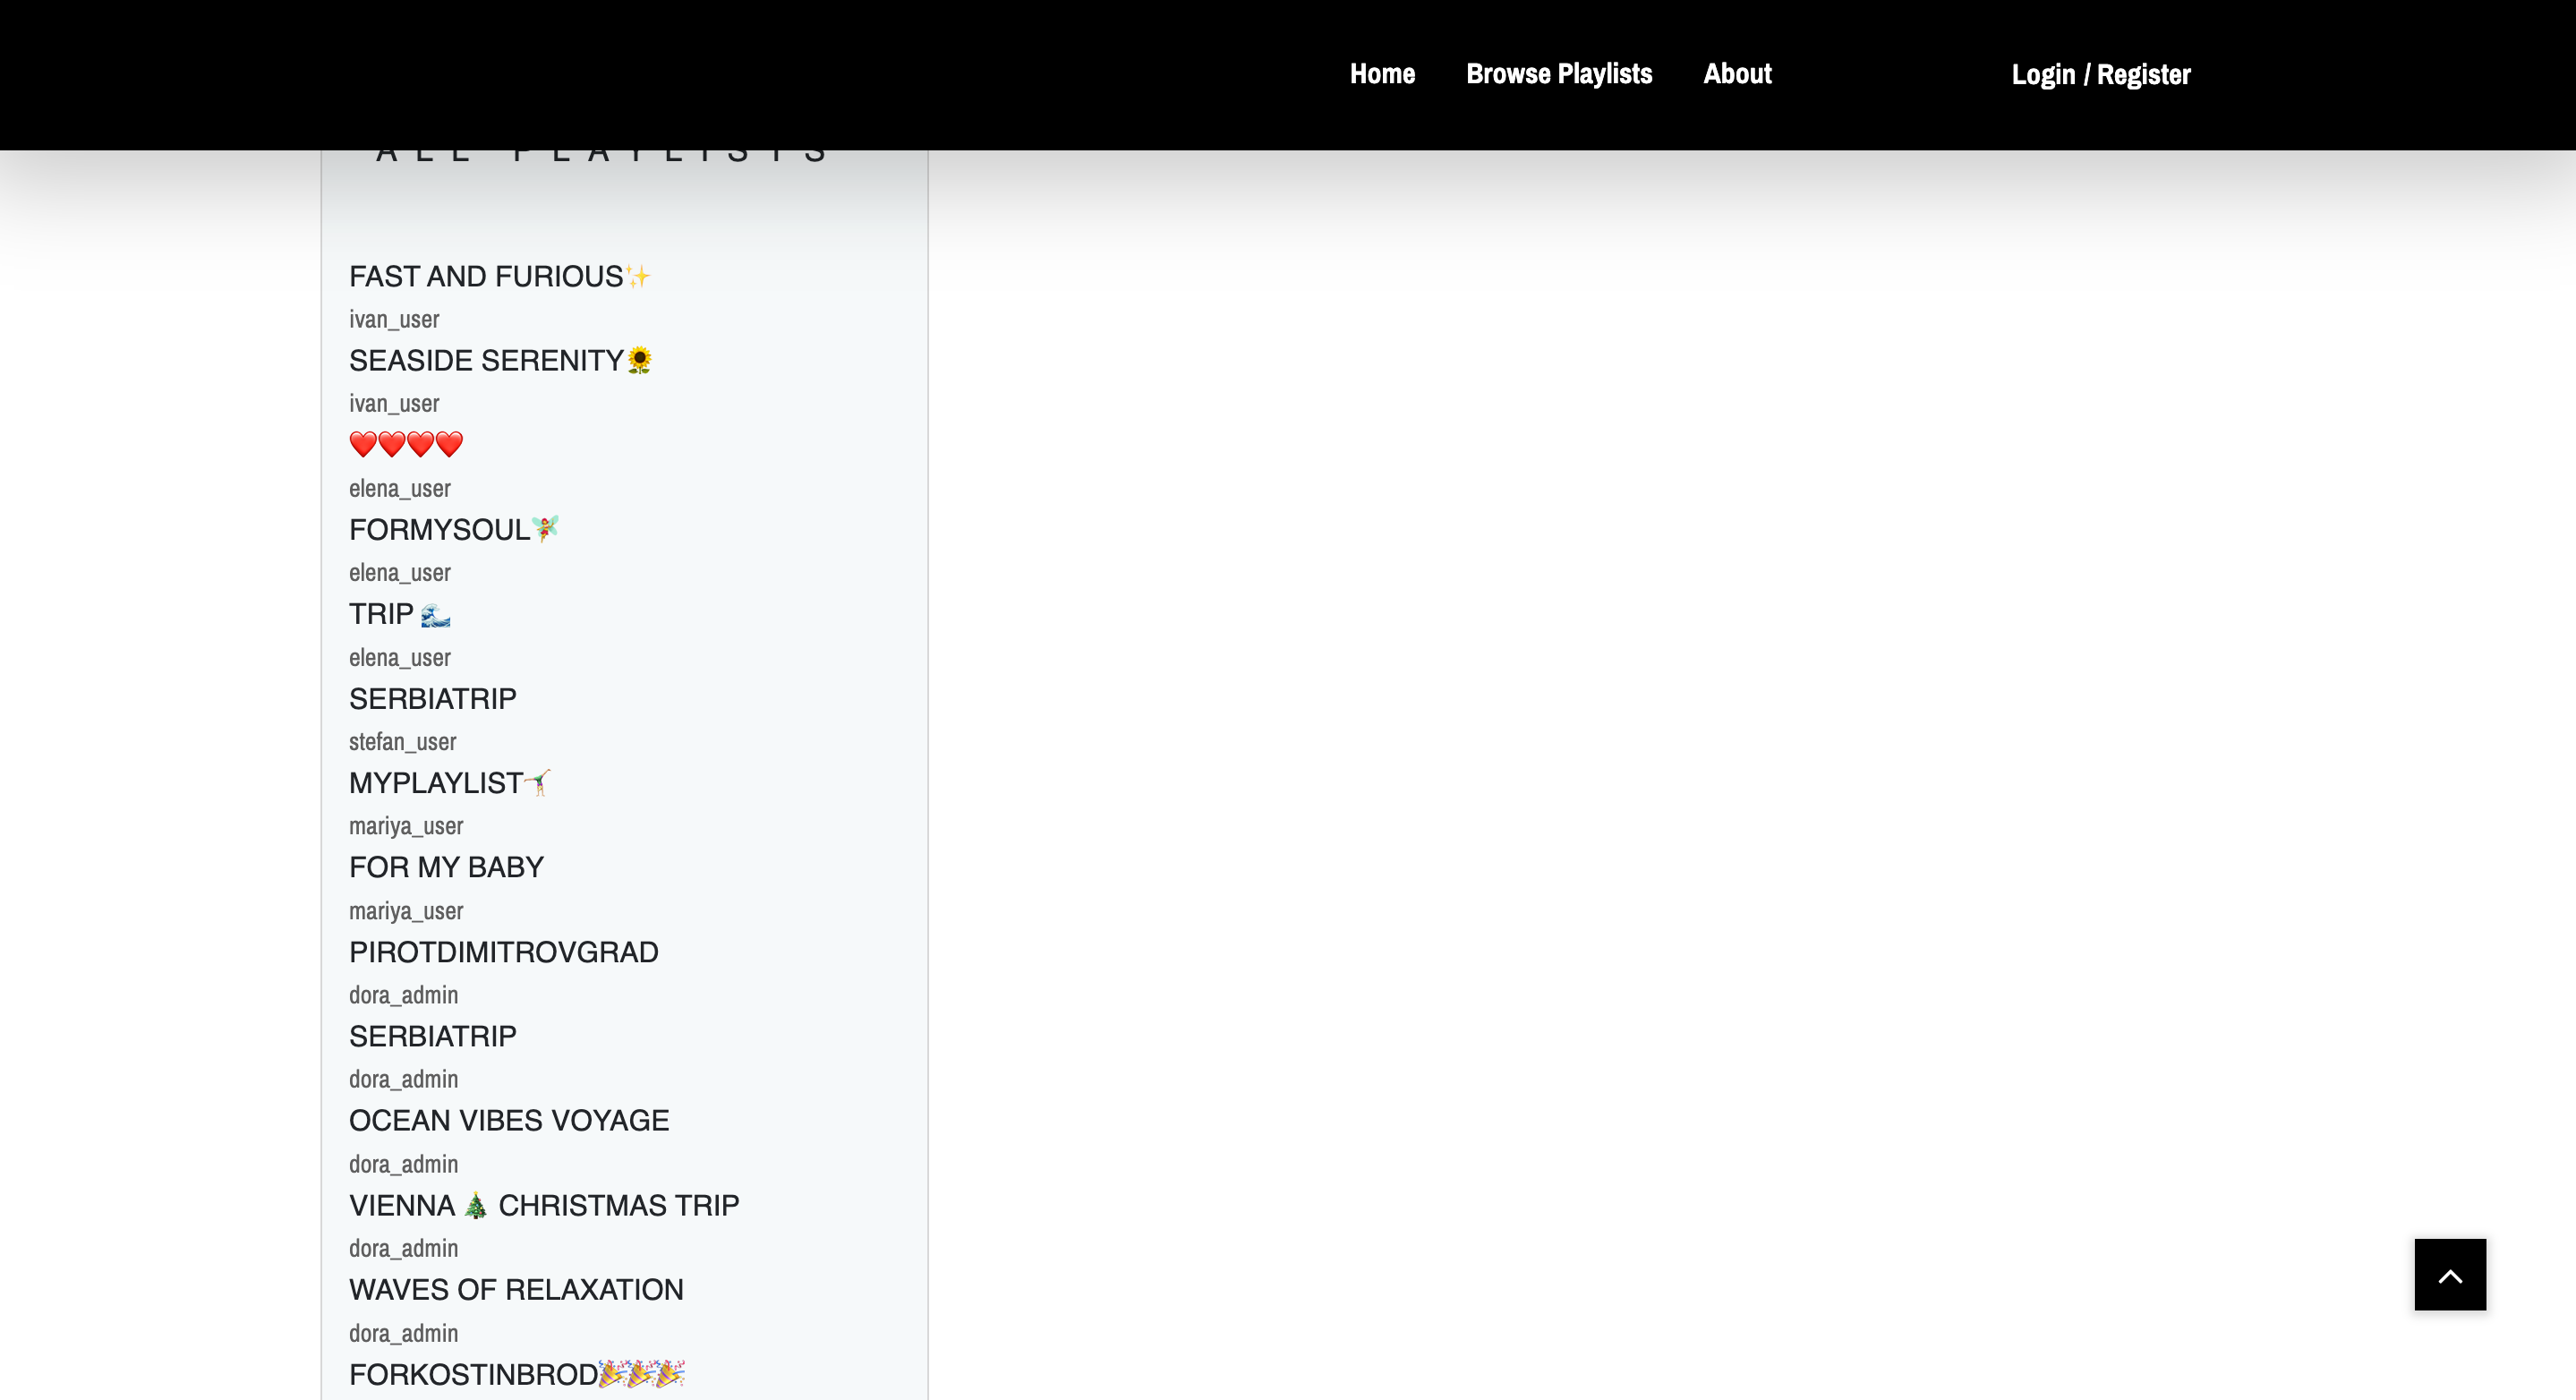 Home Browse Playlists About Login / Register
ALL PLAYLISTS
FAST AND FURIOUS✨
ivan_user
SEASIDE SERENITY🌻
ivan_user
❤️❤️❤️❤️
elena_user
FORMYSOUL🧚
elena_user
TRIP 🌊
elena_user
SERBIATRIP
stefan_user
MYPLAYLIST🤸
mariya_user
FOR MY BABY
mariya_user
PIROTDIMITROVGRAD
dora_admin
SERBIATRIP
dora_admin
OCEAN VIBES VOYAGE
dora_admin
VIENNA 🎄 CHRISTMAS TRIP
dora_admin
WAVES OF RELAXATION
dora_admin
FORKOSTINBROD🎉🎉🎉